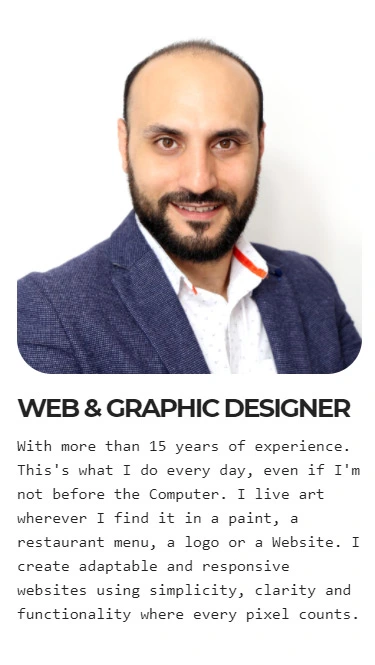 WEB & GRAPHIC DESIGNER
With more than 15 years of experience.
This's what I do every day, even if I'm
not before the Computer. I live art
wherever I find it in a paint, a
restaurant menu, a logo or a Website. I
create adaptable and responsive
websites using simplicity, clarity and
functionality where every pixel counts.